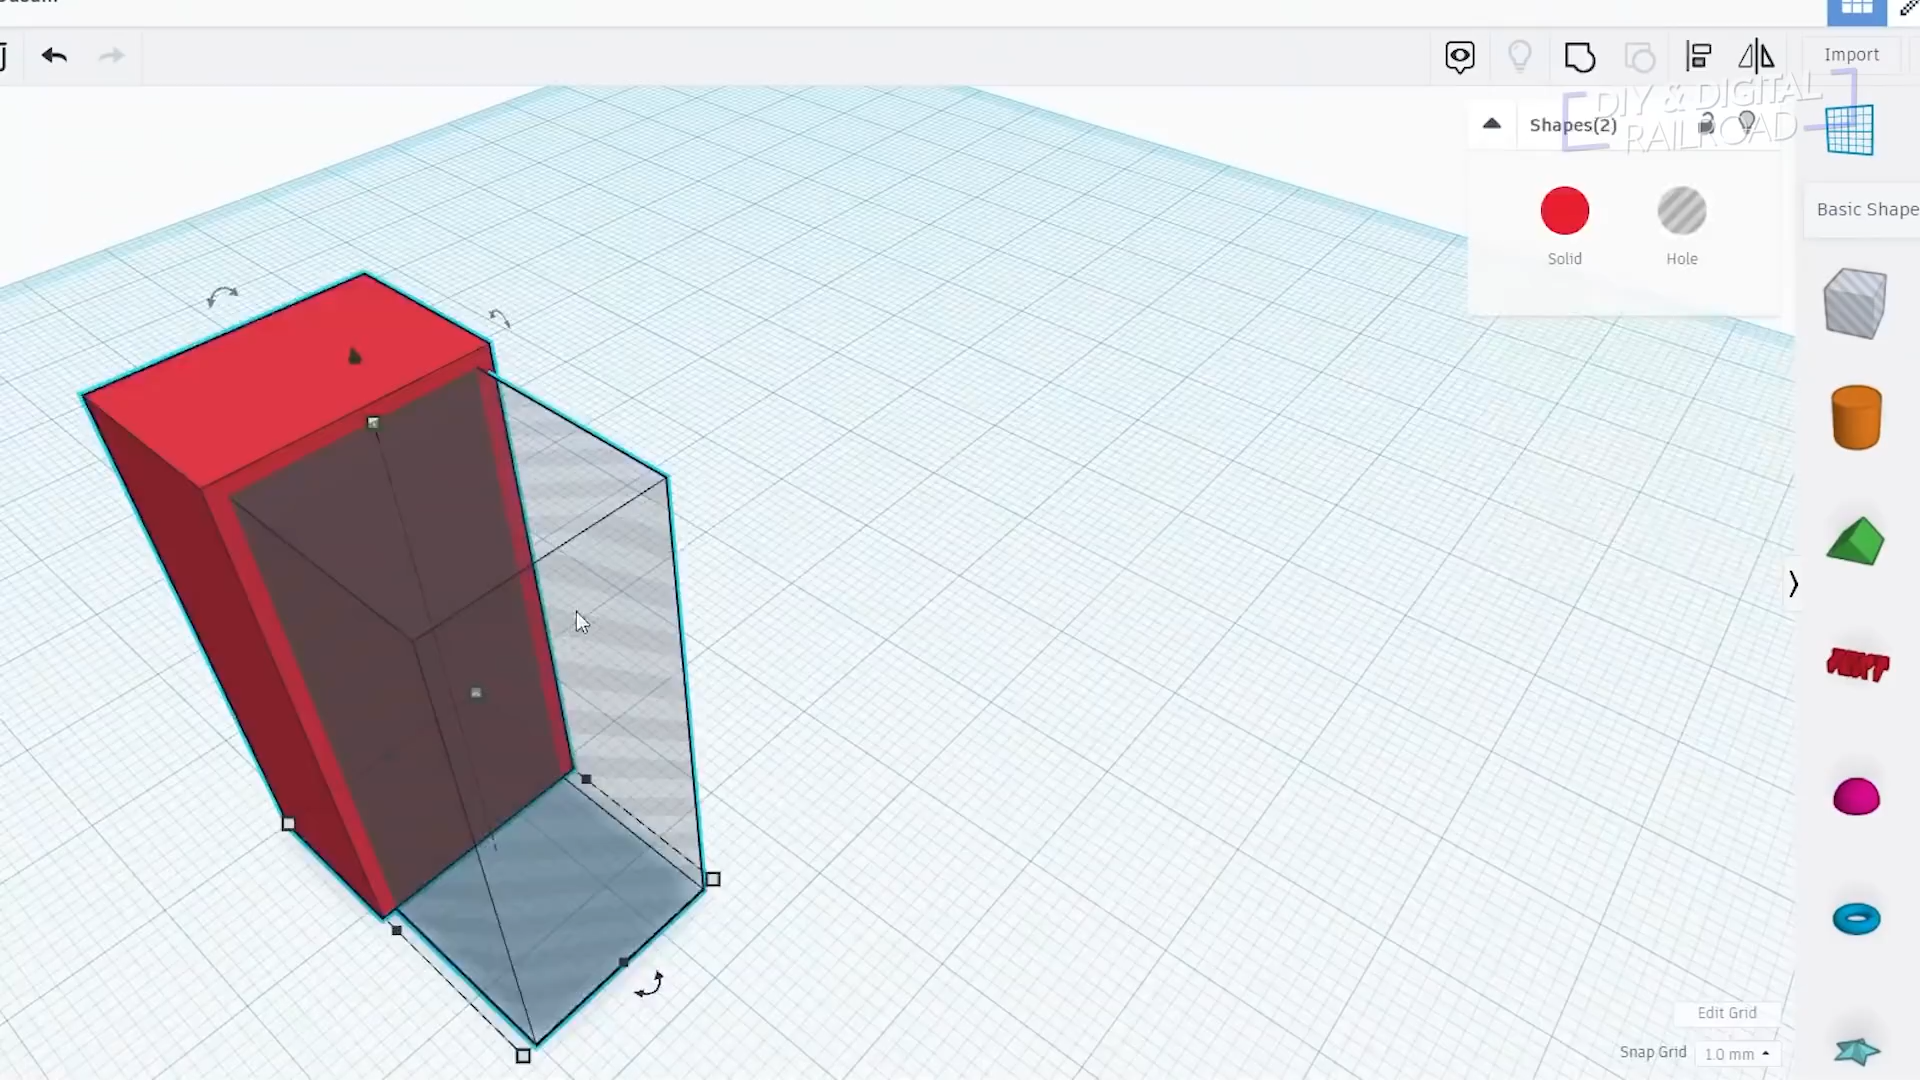 Import
DIY & DIGITAL
RAILROAD
Shapes(2)
Solid
Hole
Basic Shape
Edit Grid
Snap Grid
1.0 mm